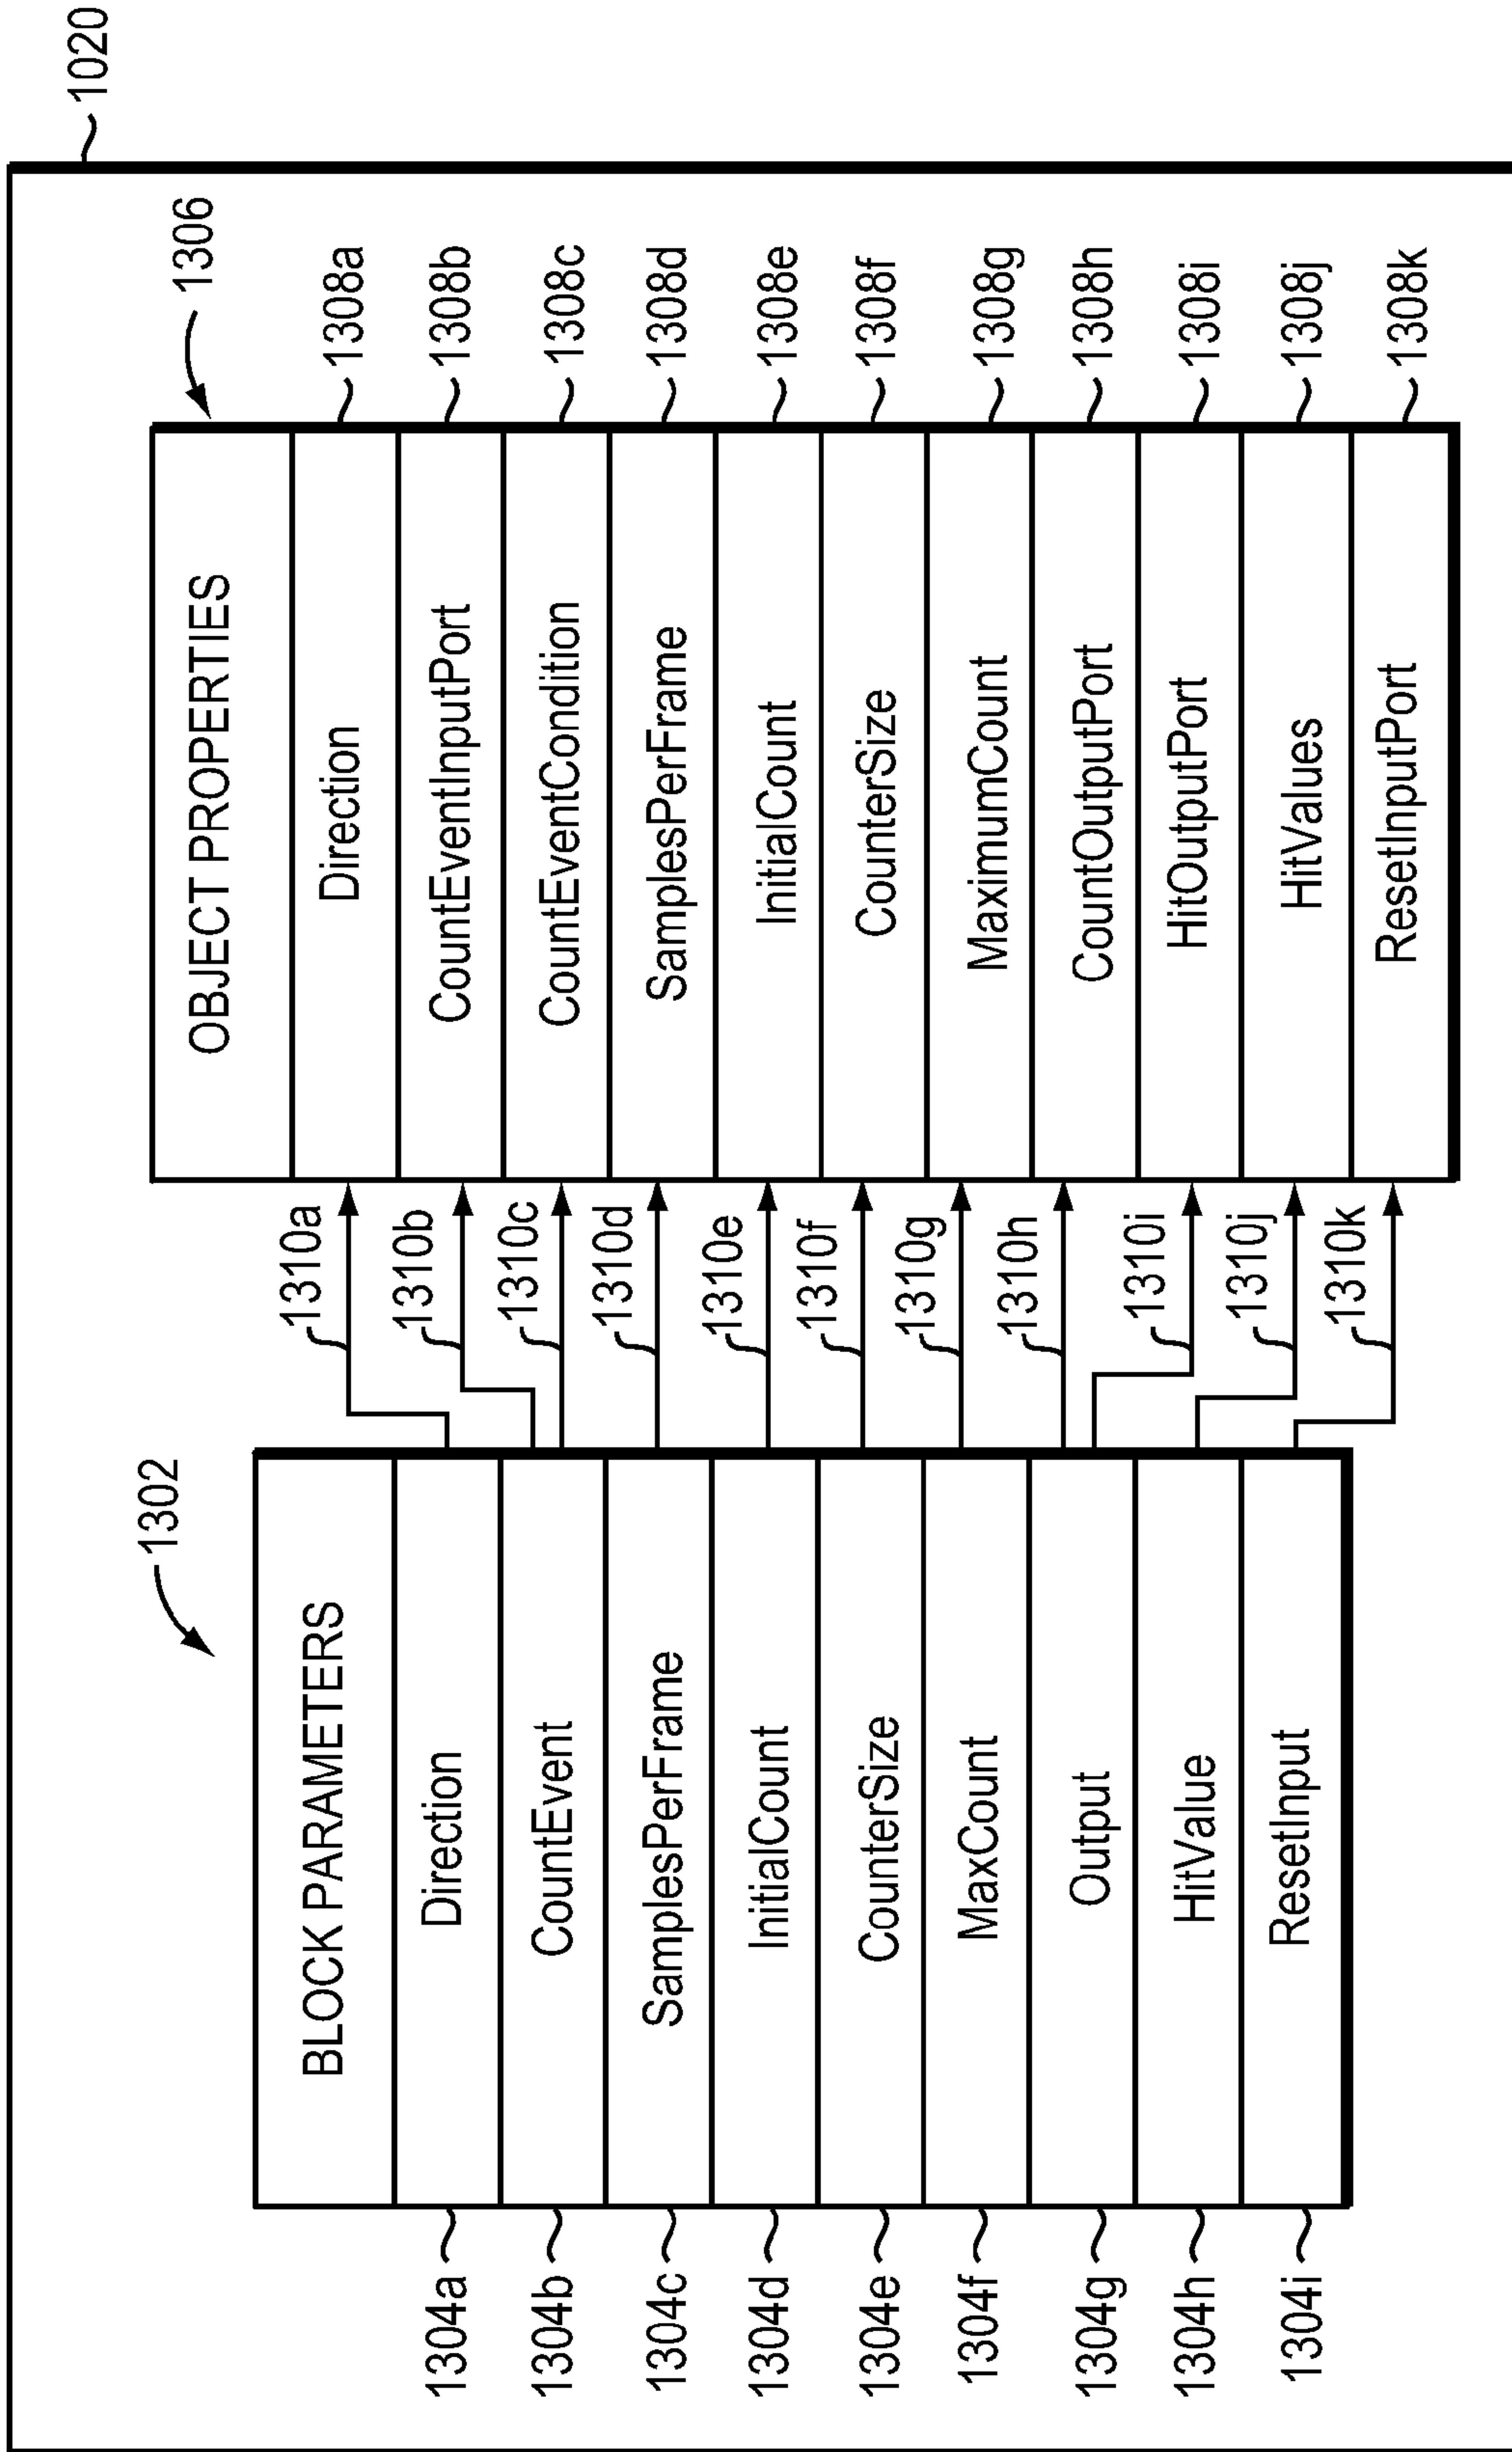 1020
1302
1306
BLOCK PARAMETERS
1304a
Direction
1304b
CountEvent
1304c
SamplesPerFrame
1304d
InitialCount
1304e
CounterSize
1304f
MaxCount
1304g
Output
1304h
HitValue
1304i
ResetInput
1310a
1310b
1310c
1310d
1310e
1310f
1310g
1310h
1310i
1310j
1310k
OBJECT PROPERTIES
Direction
1308a
CountEventInputPort
1308b
CountEventCondition
1308c
SamplesPerFrame
1308d
InitialCount
1308e
CounterSize
1308f
MaximumCount
1308g
CountOutputPort
1308h
HitOutputPort
1308i
HitValues
1308j
ResetInputPort
1308k